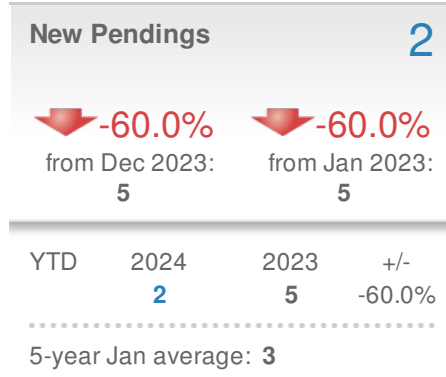 New Pendings 2
-60.0% -60.0%
from Dec 2023: from Jan 2023:
5 5
YTD 2024 2023 +/-
2 5 -60.0%
5-year Jan average: 3